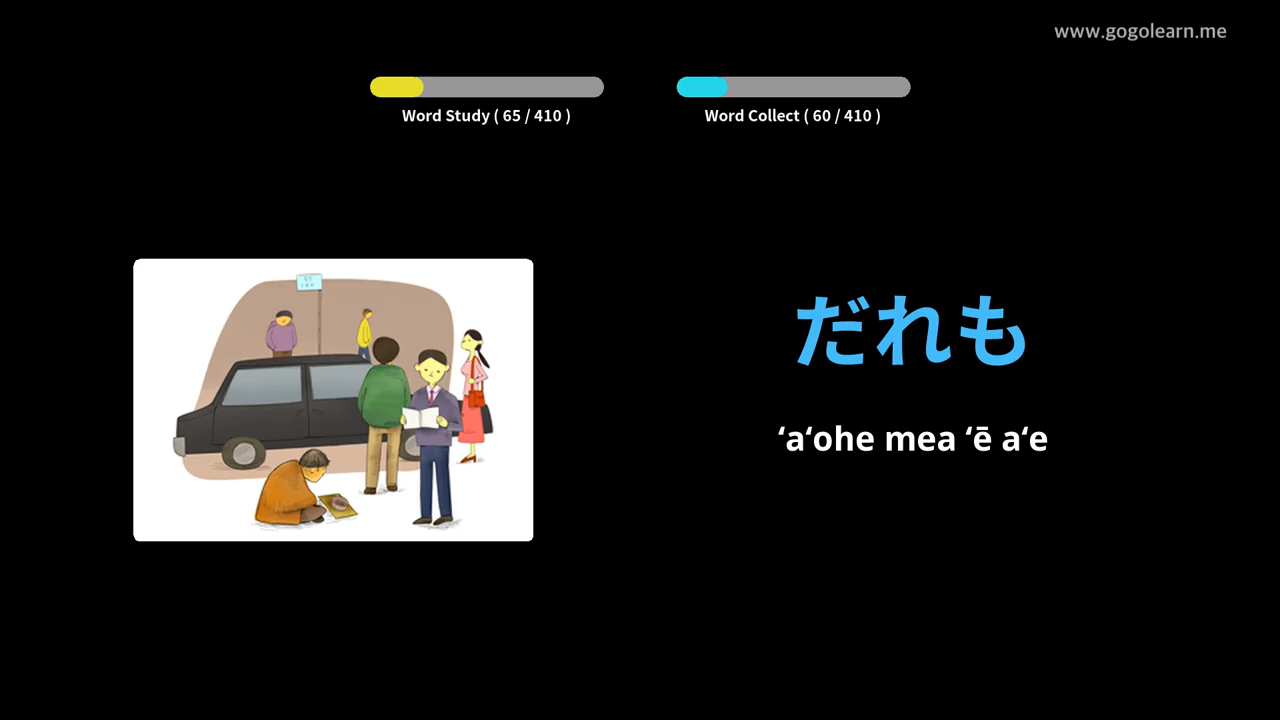 www.gogolearn.me
Word Study ( 65 / 410 )
Word Collect ( 60 / 410 )
だれも
ʻaʻohe mea ʻē aʻe